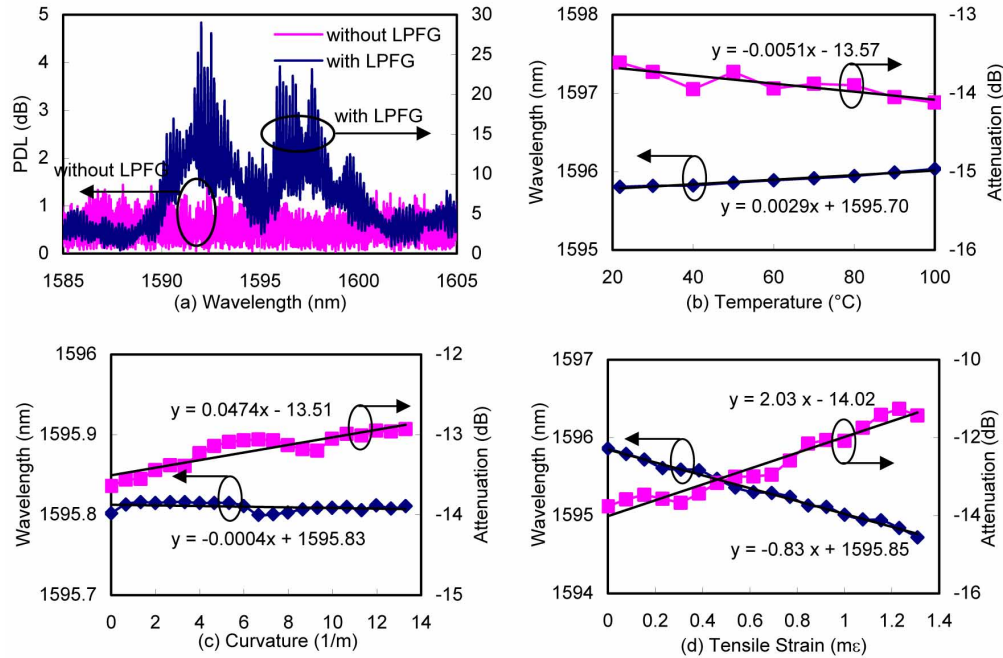 5
4
3
2
1
0
PDL (dB)
30
25
20
15
10
5
0
without LPFG
with LPFG
with LPFG
without LPFG
1585 1590 1595 1600 1605
(a) Wavelength (nm)
1598
1597
1596
1595
Wavelength (nm)
-13
-14
-15
-16
Attenuation (dB)
y = -0.0051x - 13.57
y = 0.0029x + 1595.70
20 40 60 80 100
(b) Temperature (°C)
1596
1595.9
1595.8
1595.7
Wavelength (nm)
-12
-13
-14
-15
Attenuation (dB)
y = 0.0474x - 13.51
y = -0.0004x + 1595.83
0 2 4 6 8 10 12 14
(c) Curvature (1/m)
1597
1596
1595
1594
Wavelength (nm)
-10
-12
-14
-16
Attenuation (dB)
y = 2.03 x - 14.02
y = -0.83 x + 1595.85
0 0.2 0.4 0.6 0.8 1 1.2 1.4
(d) Tensile Strain (mε)